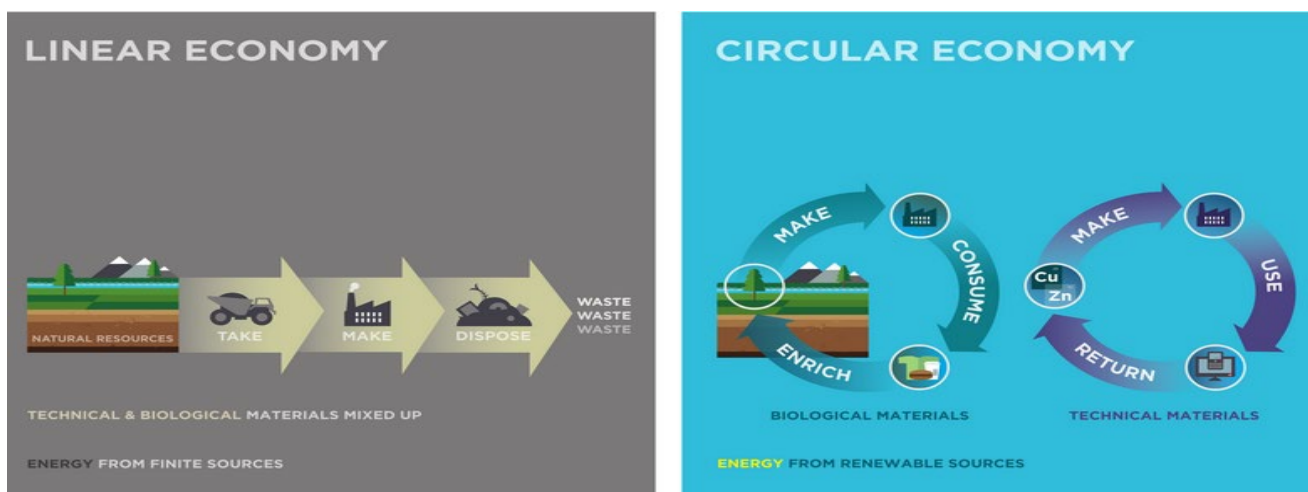 LINEAR ECONOMY
NATURAL RESOURCES
TAKE
MAKE
DISPOSE
WASTE
WASTE
WASTE
TECHNICAL & BIOLOGICAL MATERIALS MIXED UP
ENERGY FROM FINITE SOURCES
CIRCULAR ECONOMY
MAKE
CONSUME
ENRICH
BIOLOGICAL MATERIALS
MAKE
USE
RETURN
Cu
Zn
TECHNICAL MATERIALS
ENERGY FROM RENEWABLE SOURCES